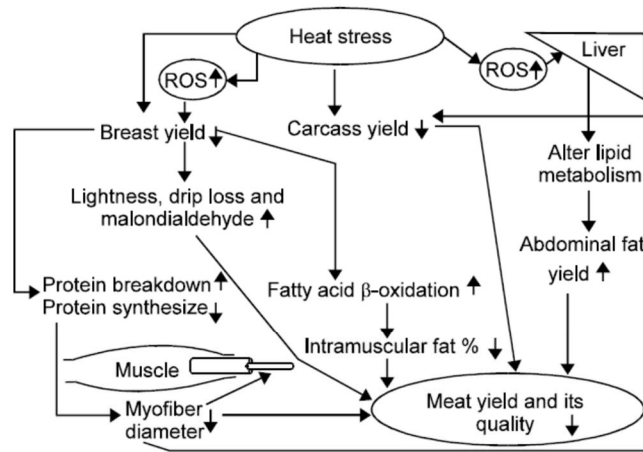 Heat stress
ROS↑
ROS↑
Liver
Breast yield ↓
Carcass yield ↓
Alter lipid
metabolism
Lightness, drip loss and
malondialdehyde ↑
Abdominal fat
yield ↑
Protein breakdown ↑
Protein synthesize ↓
Fatty acid β-oxidation ↑
Intramuscular fat % ↓
Muscle
Myofiber
diameter ↓
Meat yield and its
quality ↓